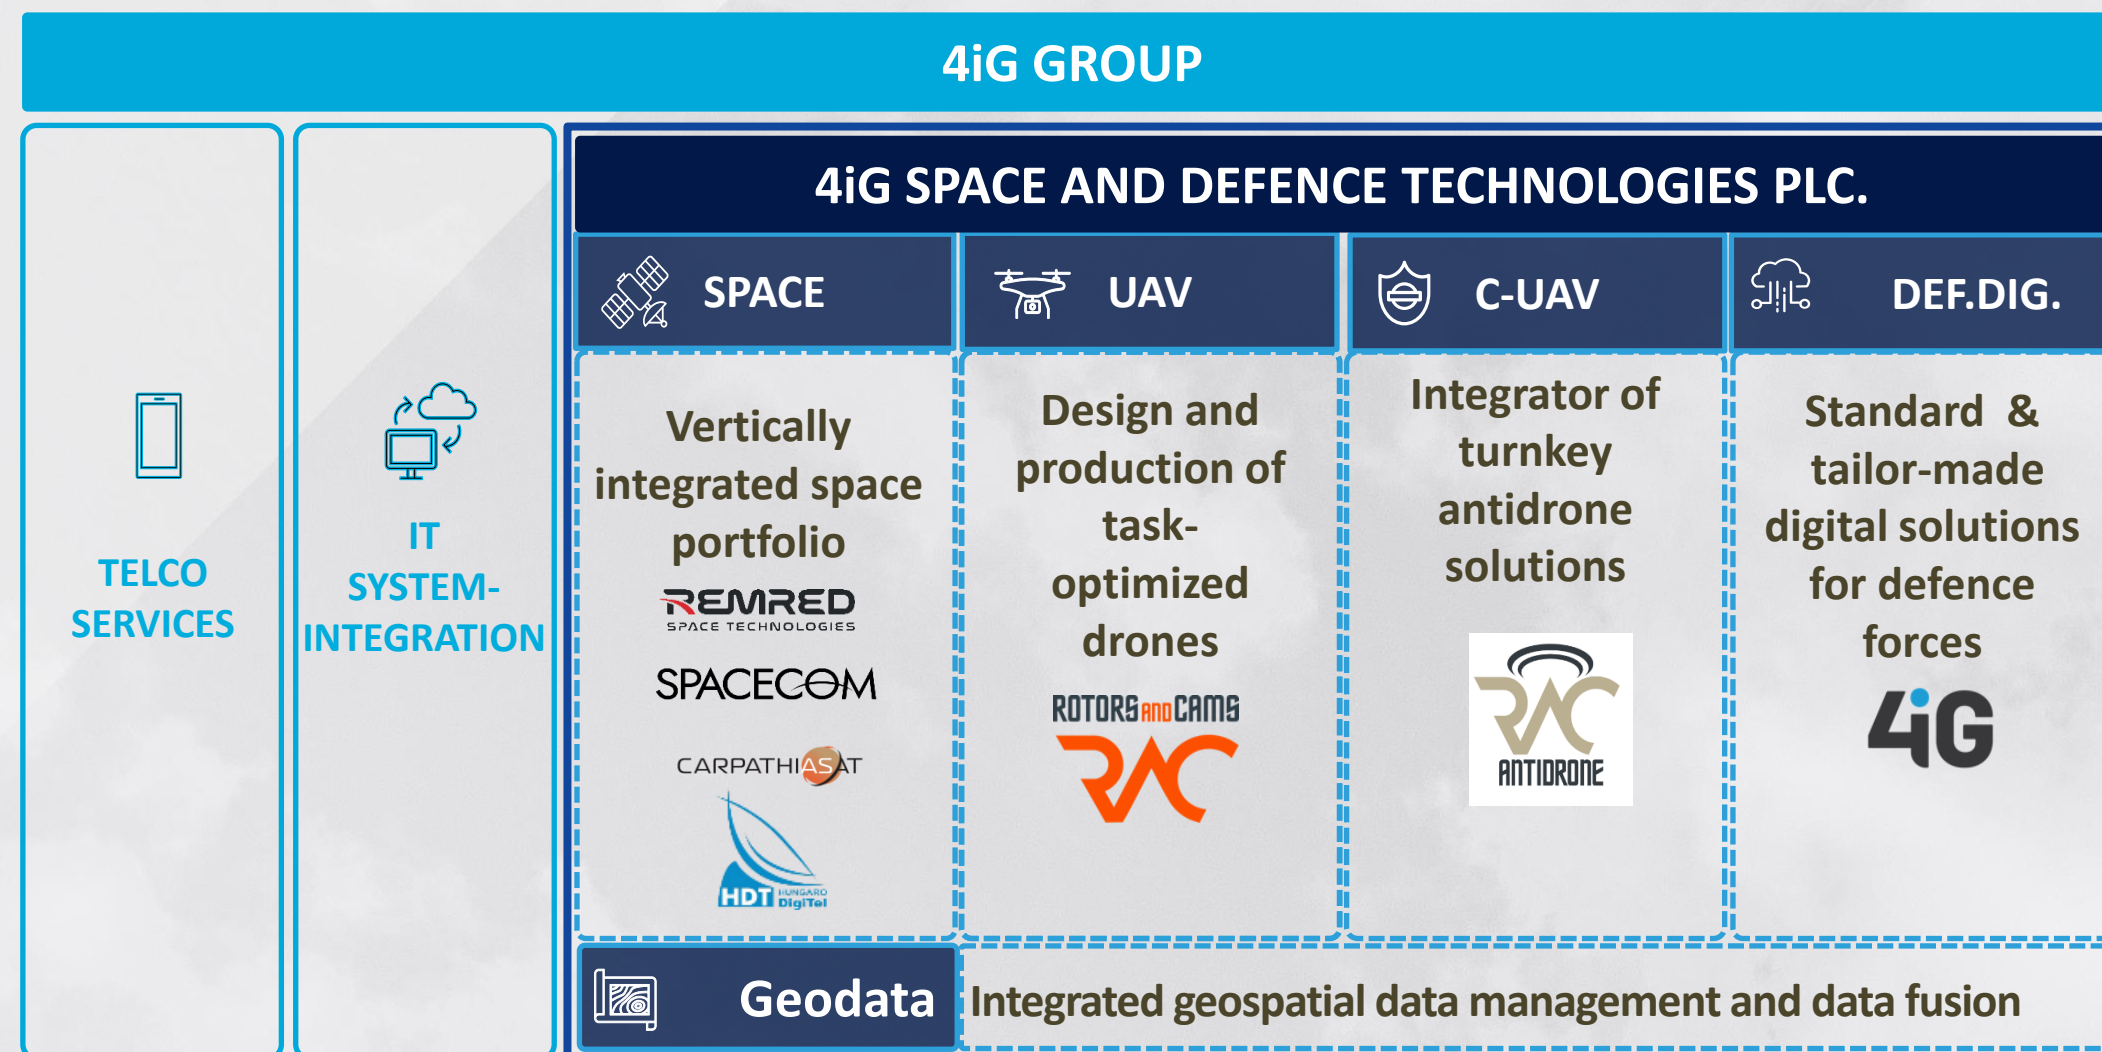 4iG GROUP
TELCO
SERVICES
IT
SYSTEM-
INTEGRATION
4iG SPACE AND DEFENCE TECHNOLOGIES PLC.
SPACE
Vertically
integrated space
portfolio
REMRED
SPACE TECHNOLOGIES
SPACECOM
CARPATHIASAT
HDT HUNGARO
DigiTel
UAV
Design and
production of
task-
optimized
drones
ROTORS AND CAMS
RAC
C-UAV
Integrator of
turnkey
antidrone
solutions
RAC
ANTIDRONE
DEF.DIG.
Standard & 
tailor-made
digital solutions
for defence
forces
4iG
Geodata
Integrated geospatial data management and data fusion